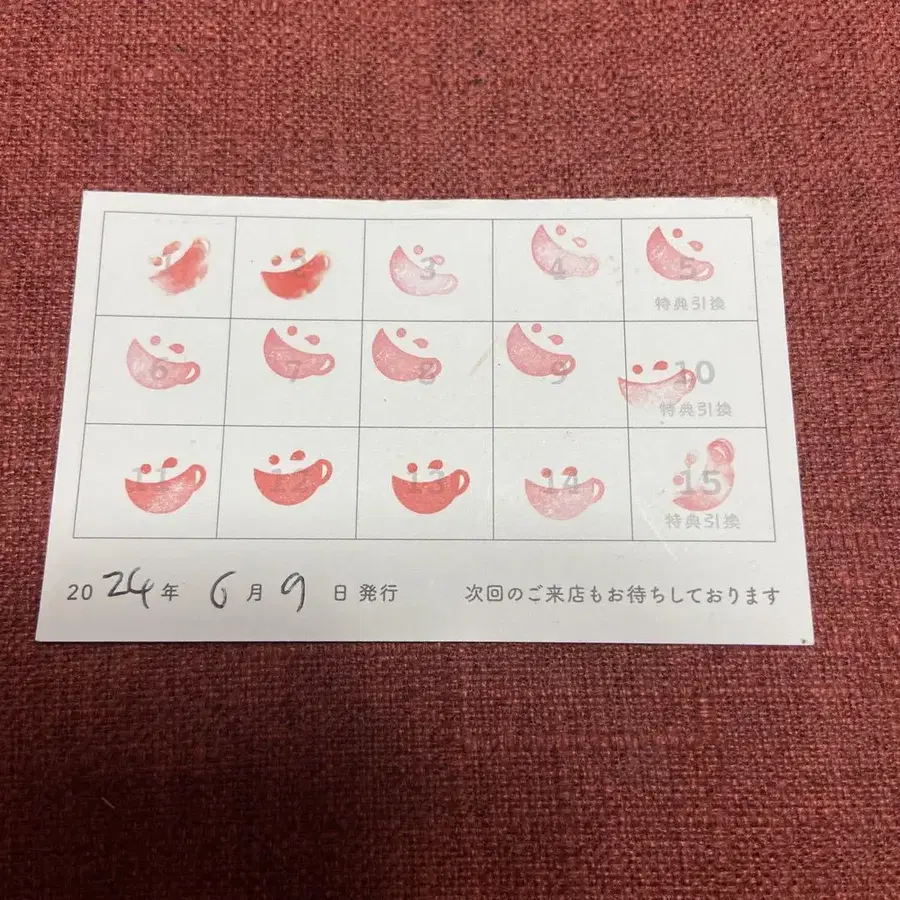 1 2 3 4 5
特典引換
6 7 8 9 10
特典引換
11 12 13 14 15
特典引換
2024年 6月9日発行 次回のご来店もお待ちしております